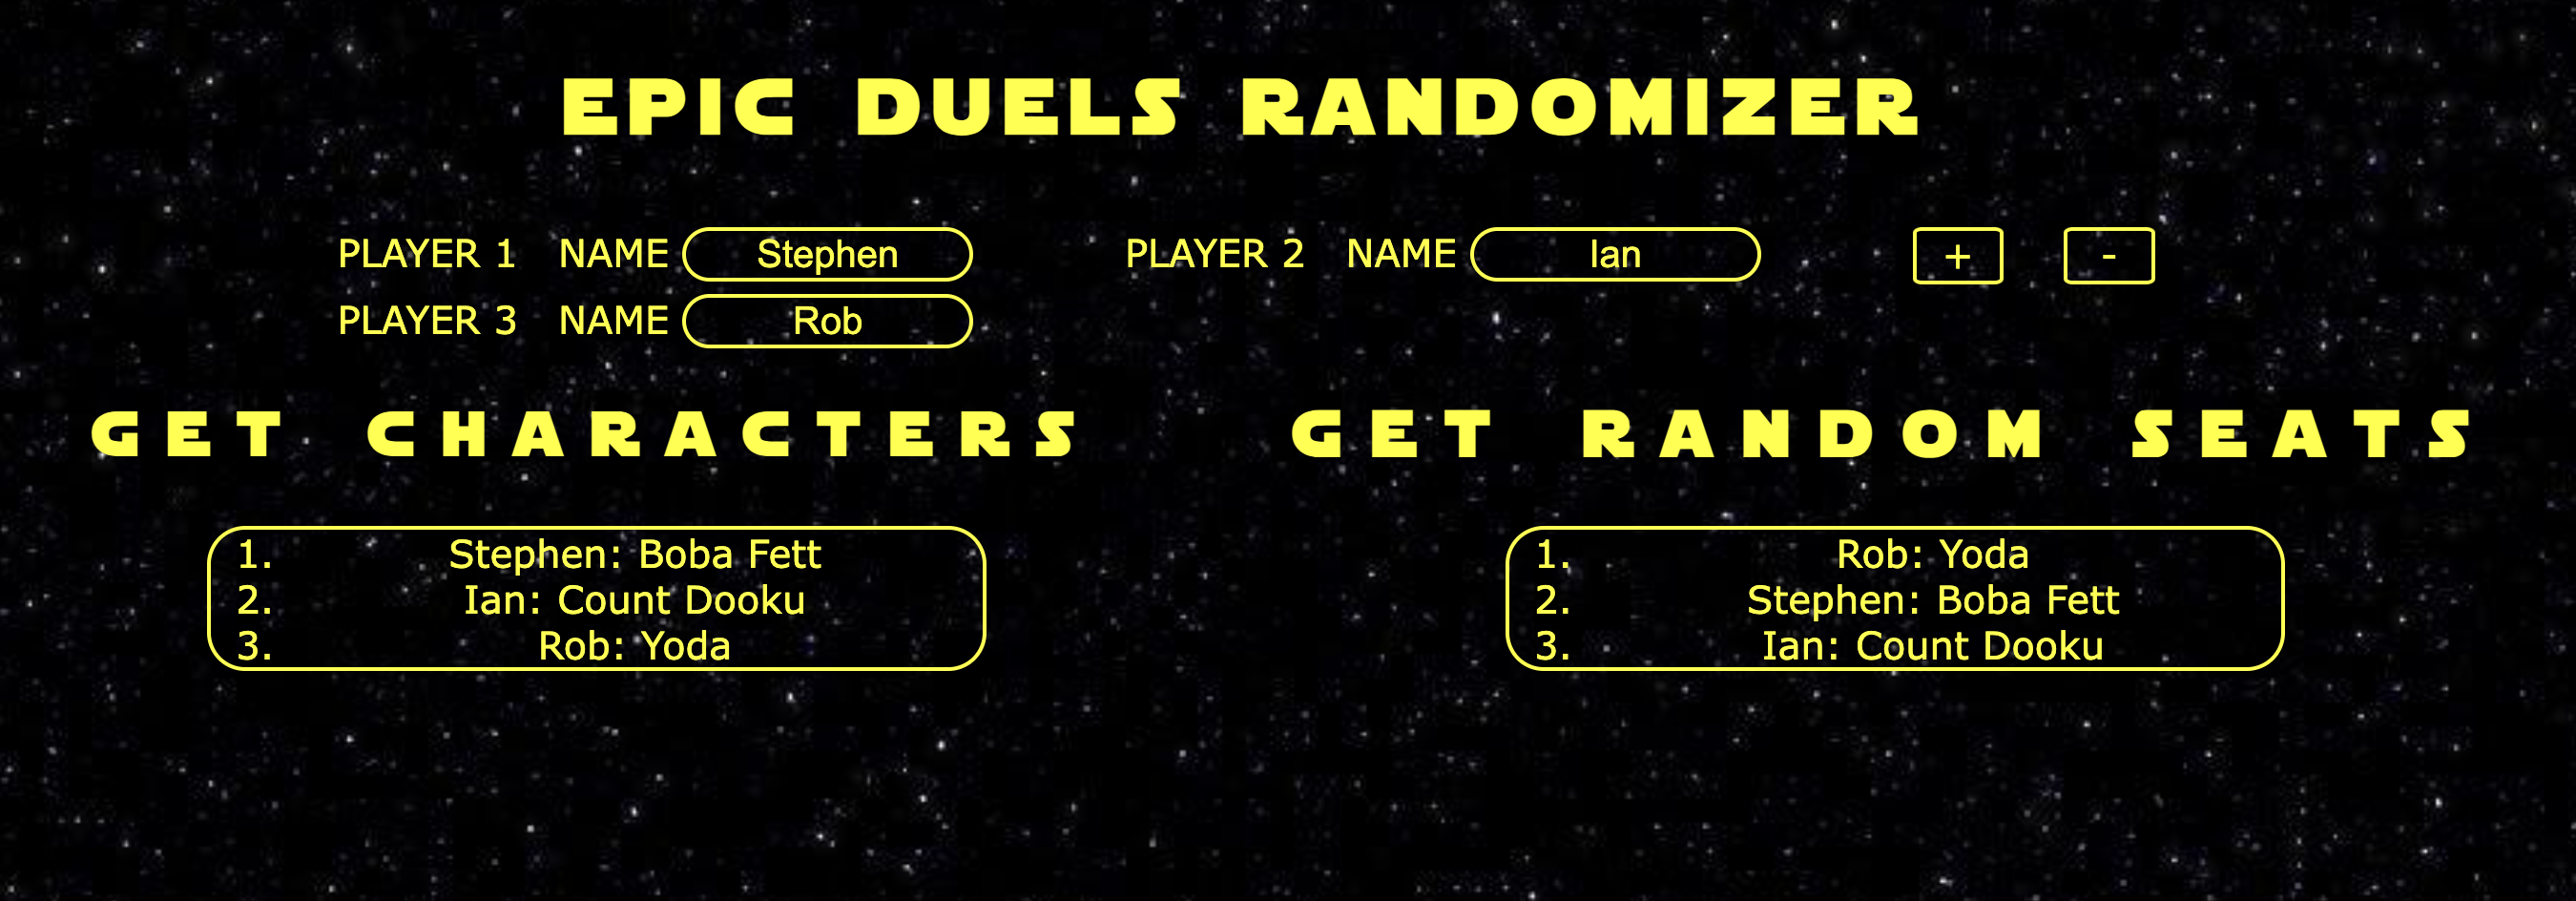 EPIC DUELS RANDOMIZER
PLAYER 1 NAME Stephen PLAYER 2 NAME Ian + -
PLAYER 3 NAME Rob
GET CHARACTERS
1. Stephen: Boba Fett
2. Ian: Count Dooku
3. Rob: Yoda
GET RANDOM SEATS
1. Rob: Yoda
2. Stephen: Boba Fett
3. Ian: Count Dooku